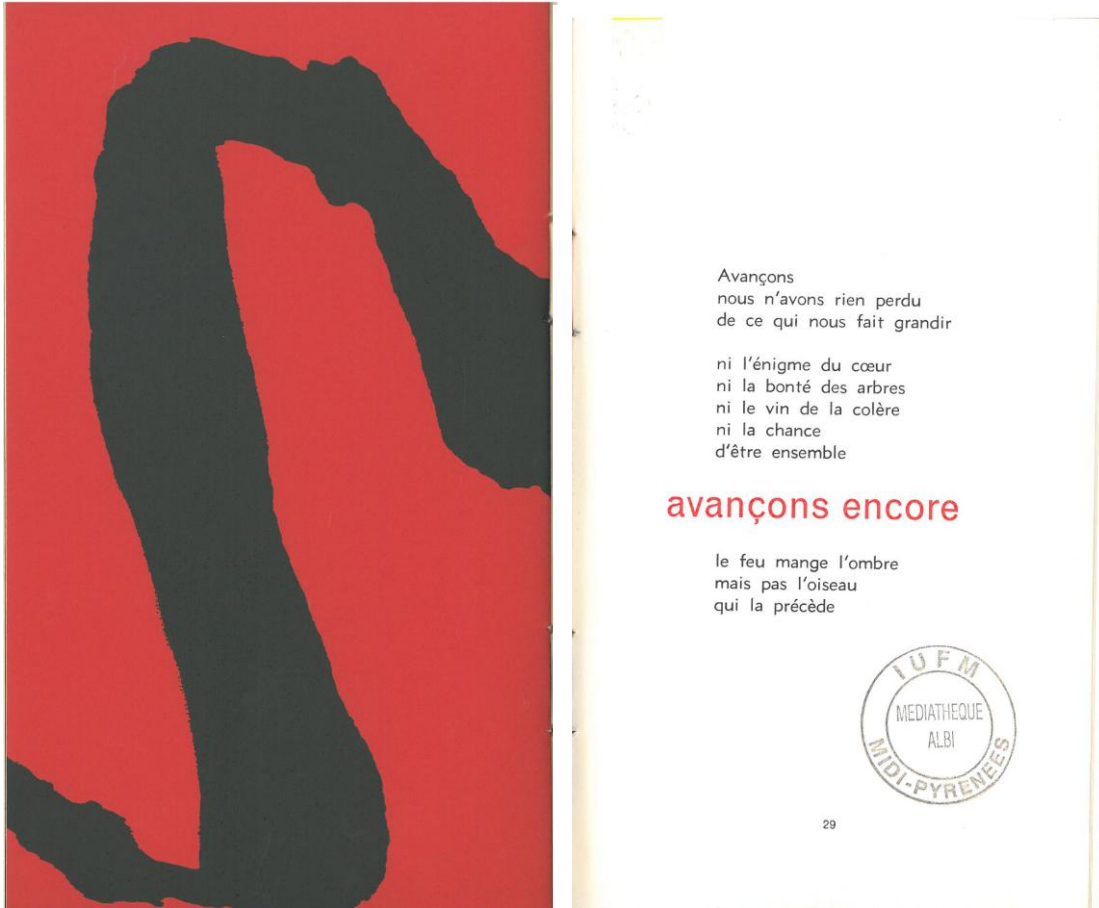 Avançons
nous n'avons rien perdu
de ce qui nous fait grandir
ni l'énigme du cœur
ni la bonté des arbres
ni le vin de la colère
ni la chance
d'être ensemble
avançons encore
le feu mange l'ombre
mais pas l'oiseau
qui la précède
IUFM
MEDIATHEQUE
ALBI
MIDI-PYRENEES
29